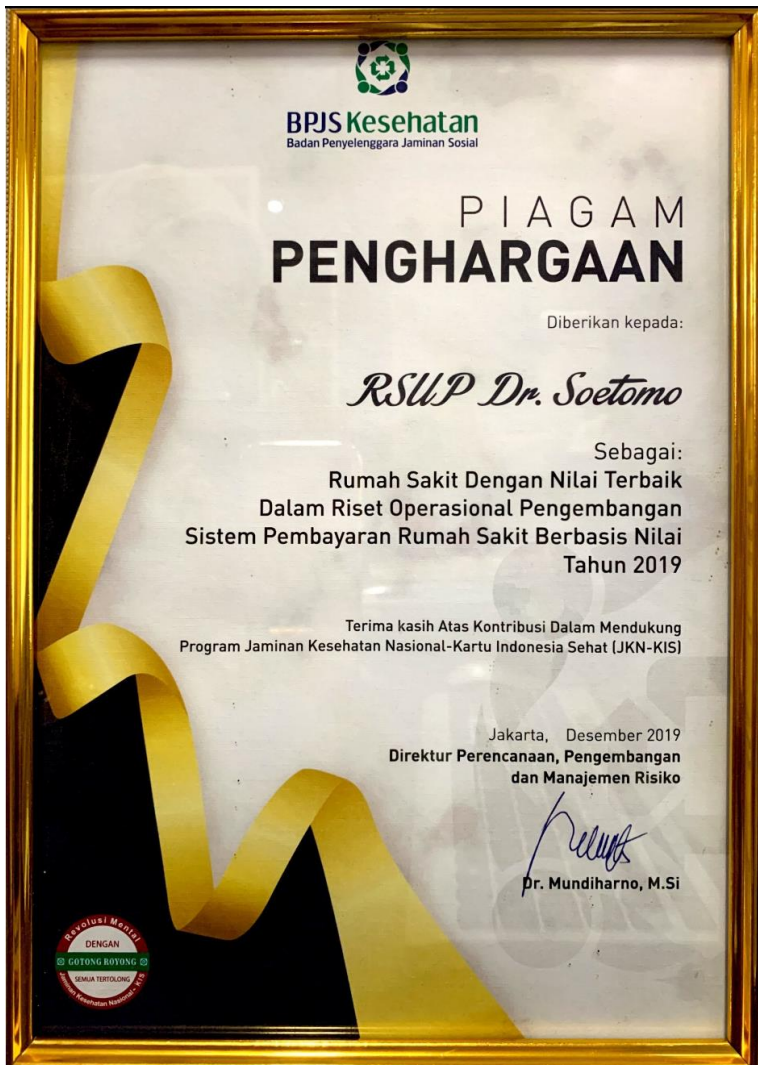 BPJS Kesehatan
Badan Penyelenggara Jaminan Sosial
PIAGAM
PENGHARGAAN
Diberikan kepada:
RSUP Dr. Soetomo
Sebagai:
Rumah Sakit Dengan Nilai Terbaik
Dalam Riset Operasional Pengembangan
Sistem Pembayaran Rumah Sakit Berbasis Nilai
Tahun 2019
Terima kasih Atas Kontribusi Dalam Mendukung
Program Jaminan Kesehatan Nasional-Kartu Indonesia Sehat (JKN-KIS)
Jakarta, Desember 2019
Direktur Perencanaan, Pengembangan
dan Manajemen Risiko
Dr. Mundiharno, M.Si
Revolusi Mental
DENGAN
GOTONG ROYONG
SEMUA TERTOLONG
Jaminan Kesehatan Nasional - KIS